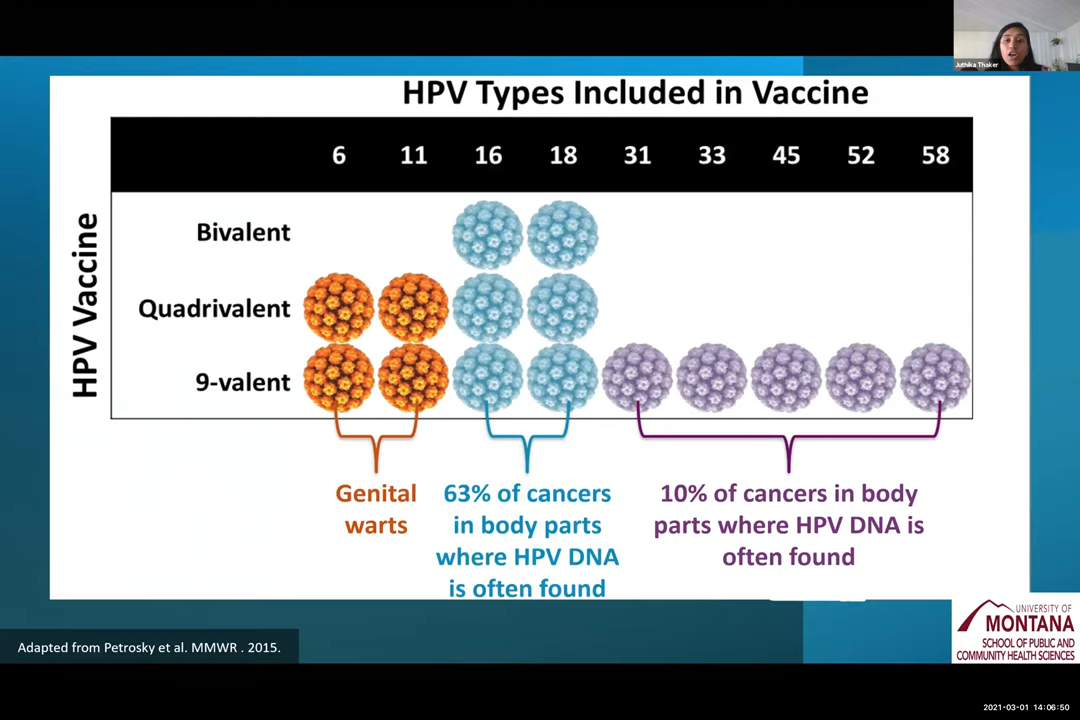 Juthika Thaker
HPV Types Included in Vaccine
6 11 16 18 31 33 45 52 58
HPV Vaccine
Bivalent
Quadrivalent
9-valent
Genital
warts
63% of cancers
in body parts
where HPV DNA
is often found
10% of cancers in body
parts where HPV DNA is
often found
Adapted from Petrosky et al. MMWR . 2015.
UNIVERSITY OF
MONTANA
SCHOOL OF PUBLIC AND
COMMUNITY HEALTH SCIENCES
2021-03-01 14:06:50